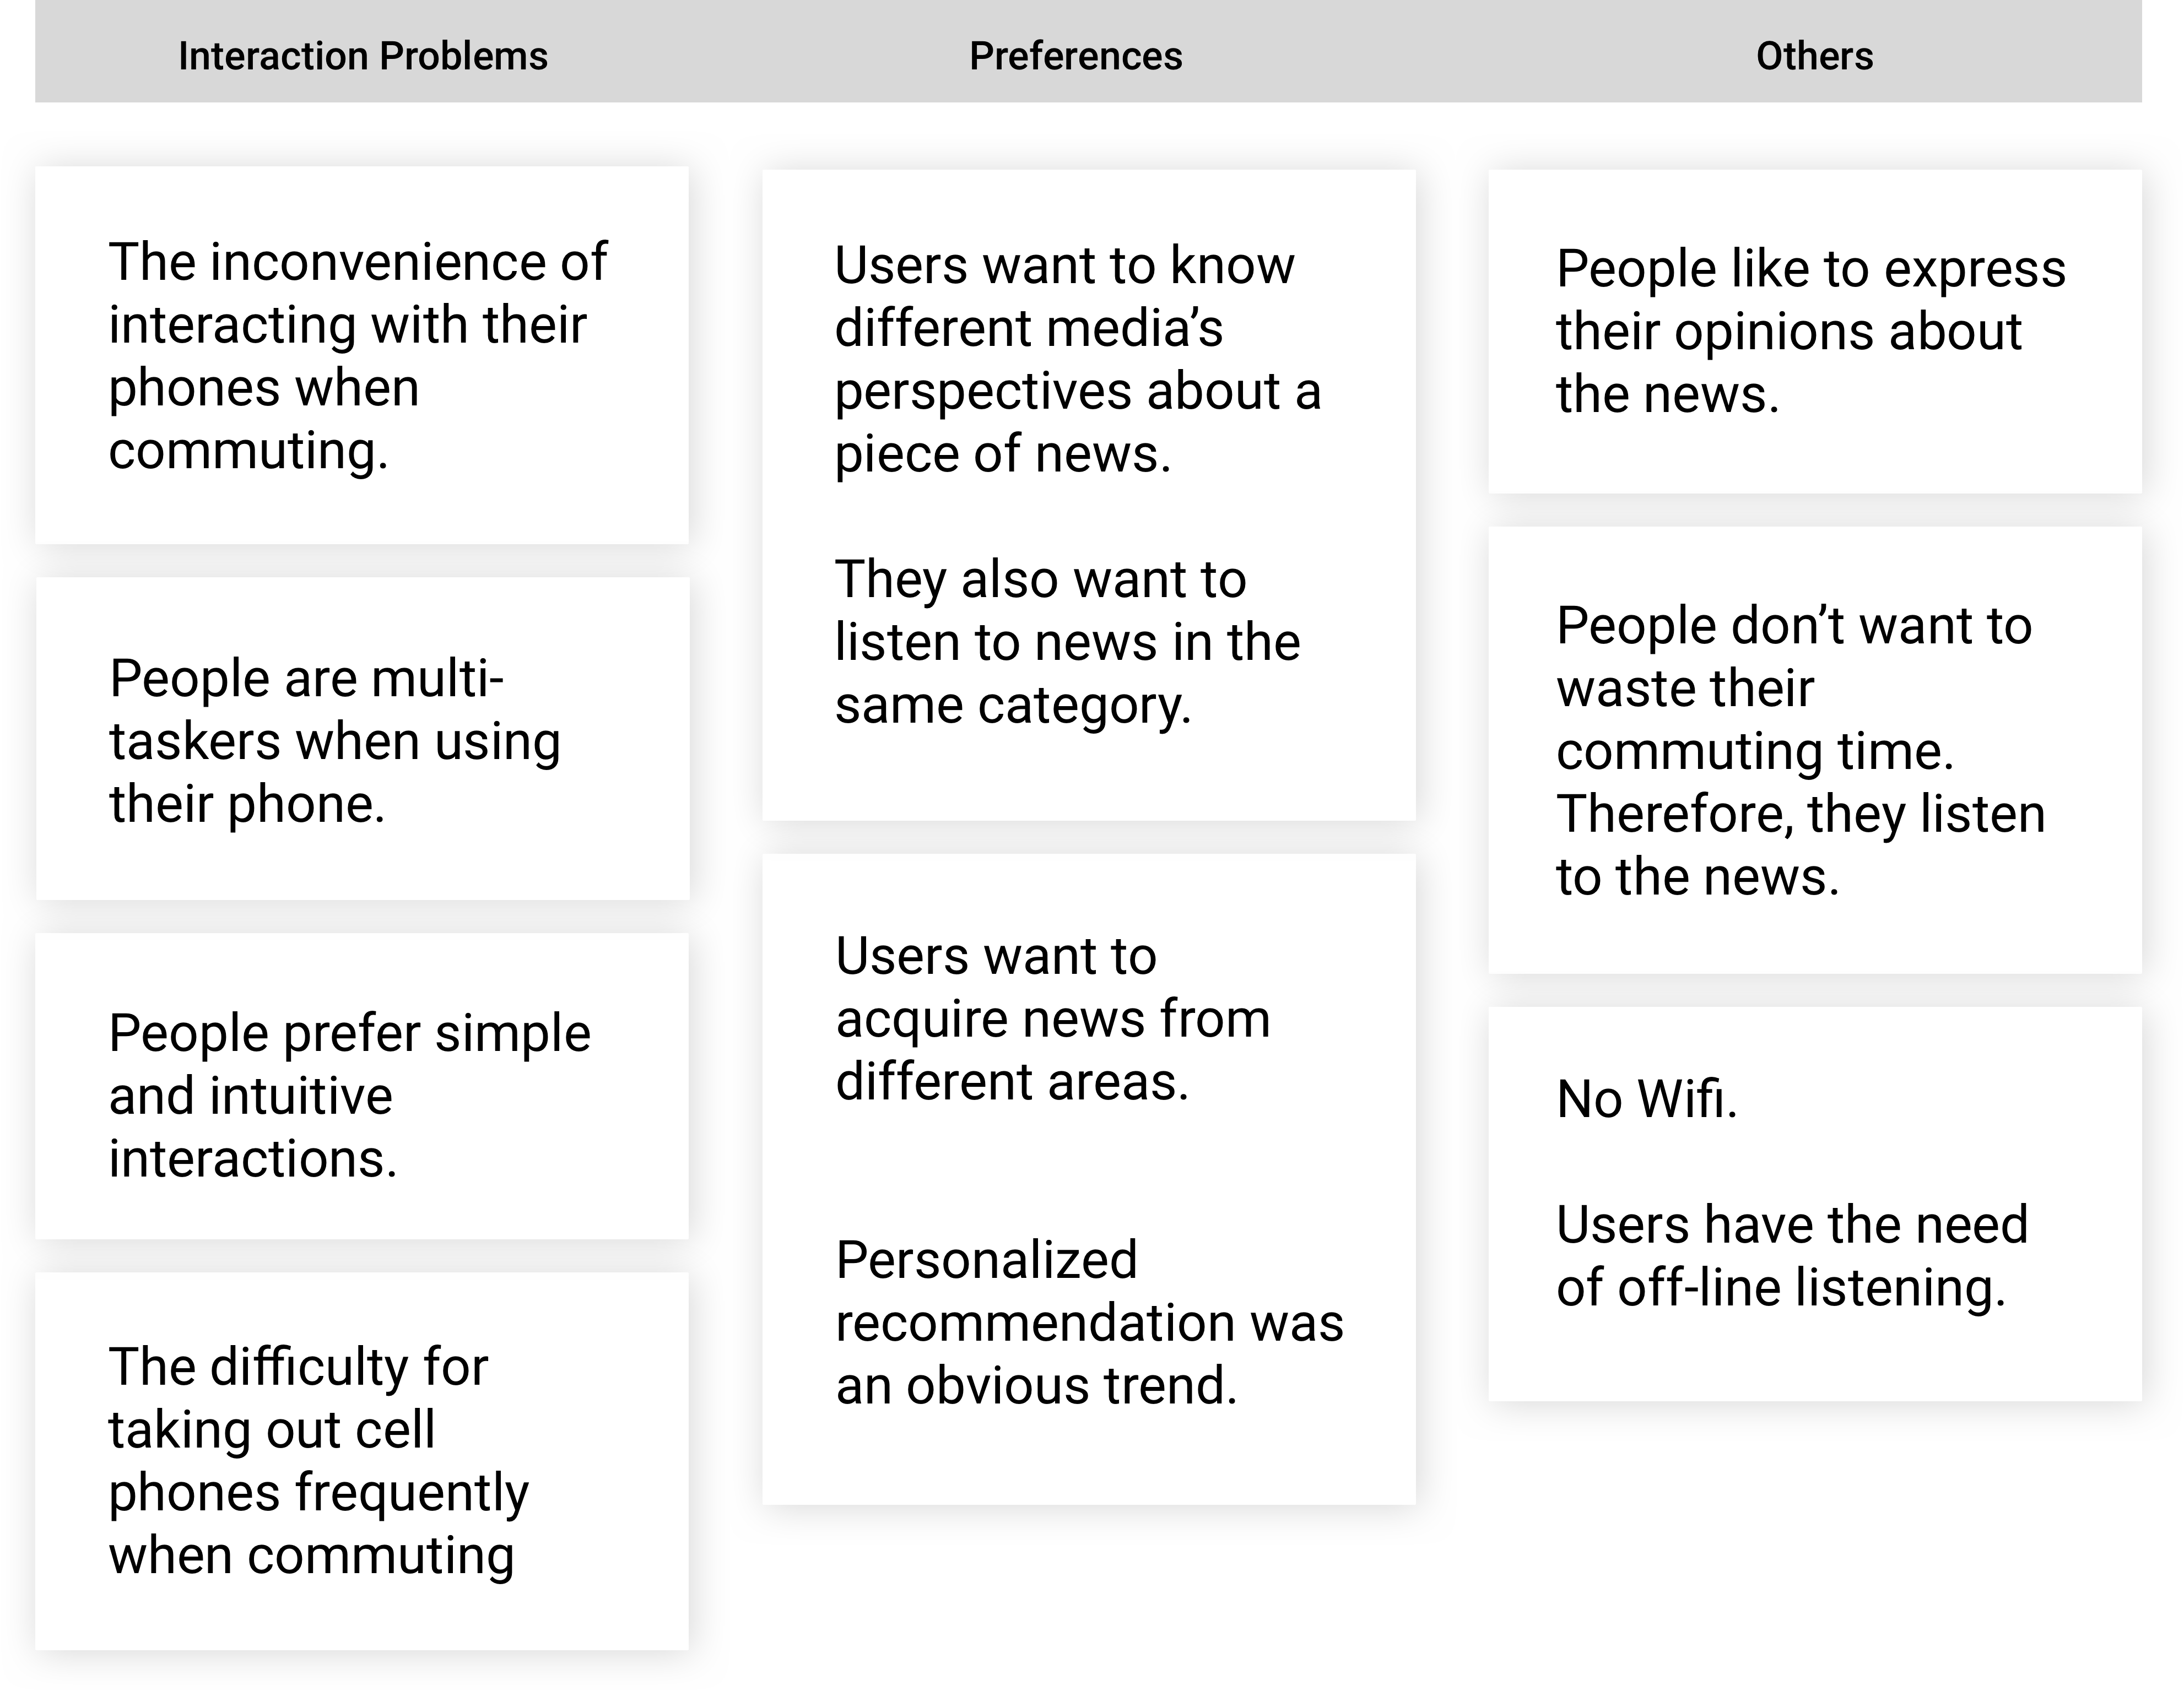 Interaction Problems
Preferences
Others
The inconvenience of
interacting with their
phones when
commuting.
People are multi-
taskers when using
their phone.
People prefer simple
and intuitive
interactions.
The difficulty for
taking out cell
phones frequently
when commuting
Users want to know
different media’s
perspectives about a
piece of news.
They also want to
listen to news in the
same category.
Users want to
acquire news from
different areas.
Personalized
recommendation was
an obvious trend.
People like to express
their opinions about
the news.
People don’t want to
waste their
commuting time.
Therefore, they listen
to the news.
No Wifi.
Users have the need
of off-line listening.